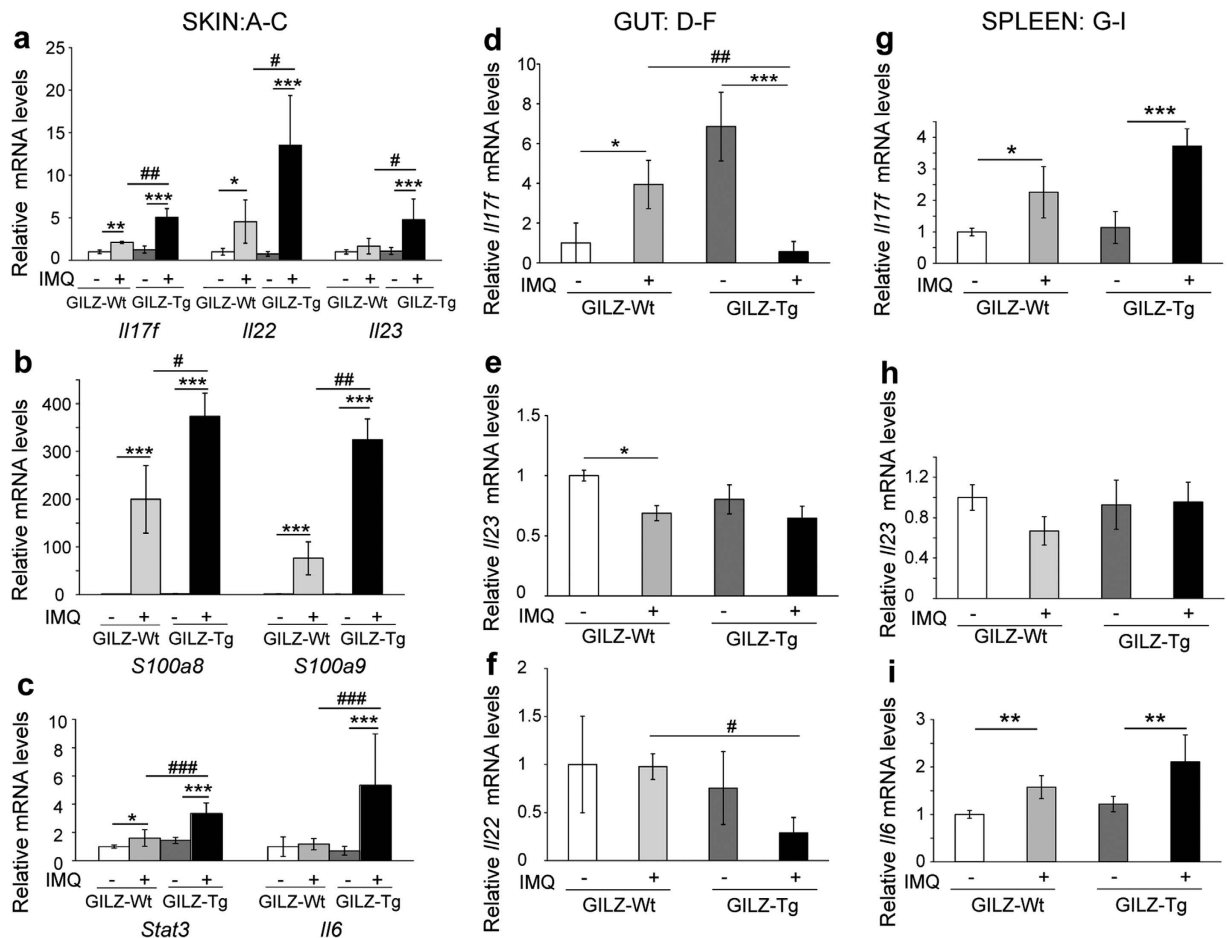 SKIN:A-C
GUT: D-F
SPLEEN: G-I
a
Relative mRNA levels
25
20
15
10
5
0
## ** ***
# * ***
# ***
IMQ - + - + - + - + - + - +
GILZ-Wt GILZ-Tg GILZ-Wt GILZ-Tg GILZ-Wt GILZ-Tg
Il17f Il22 Il23
b
Relative mRNA levels
400
300
200
100
0
# *** ***
## *** ***
IMQ - + - + - + - +
GILZ-Wt GILZ-Tg GILZ-Wt GILZ-Tg
S100a8 S100a9
c
Relative mRNA levels
10
8
6
4
2
0
### * ***
### ***
IMQ - + - + - + - +
GILZ-Wt GILZ-Tg GILZ-Wt GILZ-Tg
Stat3 Il6
d
Relative Il17f mRNA levels
10
8
6
4
2
0
##
* ***
IMQ - + - +
GILZ-Wt GILZ-Tg
e
Relative Il23 mRNA levels
1.5
1
0.5
0
*
IMQ - + - +
GILZ-Wt GILZ-Tg
f
Relative Il22 mRNA levels
2
1.5
1
0.5
0
#
IMQ - + - +
GILZ-Wt GILZ-Tg
g
Relative Il17f mRNA levels
4
3
2
1
0
* ***
IMQ - + - +
GILZ-Wt GILZ-Tg
h
Relative Il23 mRNA levels
1.2
0.8
0.4
0
IMQ - + - +
GILZ-Wt GILZ-Tg
i
Relative Il6 mRNA levels
3
2
1
0
** **
IMQ - + - +
GILZ-Wt GILZ-Tg